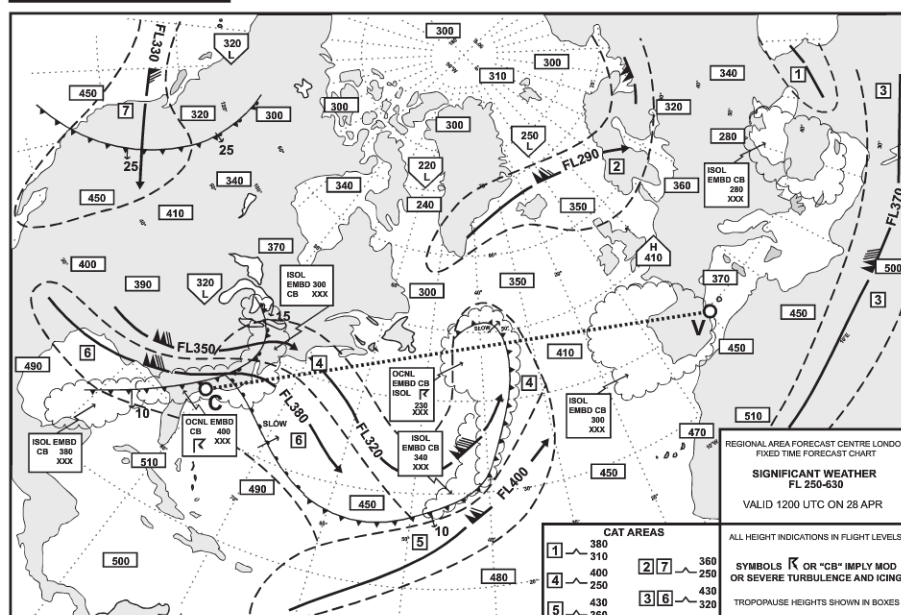 300
320
L
FL330
450
7
320
300
300
310
300
300
340
1
3
320
280
ISOL
EMBD CB
280
XXX
25
25
450
410
340
340
220
L
240
250
L
FL290
2
350
360
H
410
FL370
500
3
370
400
390
320
L
370
ISOL
EMBD 300
CB XXX
15
300
350
370
V
450
450
410
SLOW
490
6
FL350
4
OCNL
EMBD CB
ISOL
250
XXX
4
ISOL
EMBD CB
300
XXX
C
10
FL380
FL320
OCNL EMBD
CB 400
XXX
SLOW
6
ISOL EMBD
CB 380
XXX
510
490
ISOL
EMBD CB
340
XXX
510
470
450
450
FL400
10
5
500
480
REGIONAL AREA FORECAST CENTRE LONDON
FIXED TIME FORECAST CHART
SIGNIFICANT WEATHER
FL 250-630
VALID 1200 UTC ON 28 APR
CAT AREAS
1 380
310
4 400
250
5 430
360
2 7 360
250
3 6 430
320
ALL HEIGHT INDICATIONS IN FLIGHT LEVELS
SYMBOLS OR "CB" IMPLY MOD
OR SEVERE TURBULENCE AND ICING
TROPOPAUSE HEIGHTS SHOWN IN BOXES